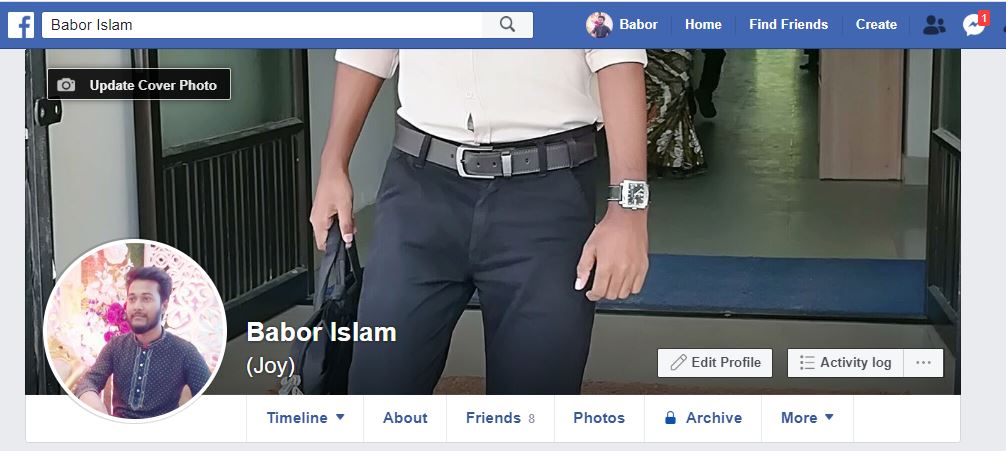 f Babor Islam Babor Home Find Friends Create 1
Update Cover Photo
Babor Islam
(Joy)
Edit Profile Activity log ...
Timeline About Friends 8 Photos Archive More